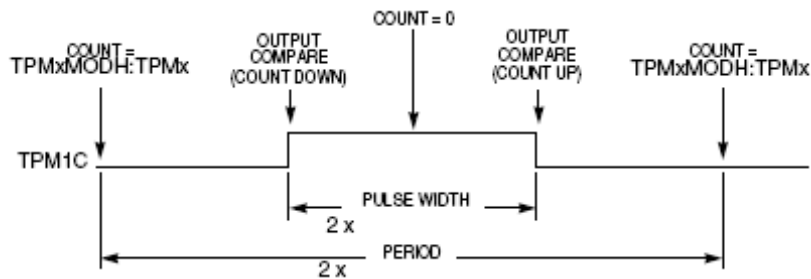 COUNT = 0
COUNT =
TPMxMODH:TPMx
OUTPUT
COMPARE
(COUNT DOWN)
OUTPUT
COMPARE
(COUNT UP)
COUNT =
TPMxMODH:TPMx
TPM1C
PULSE WIDTH
2 x
PERIOD
2 x